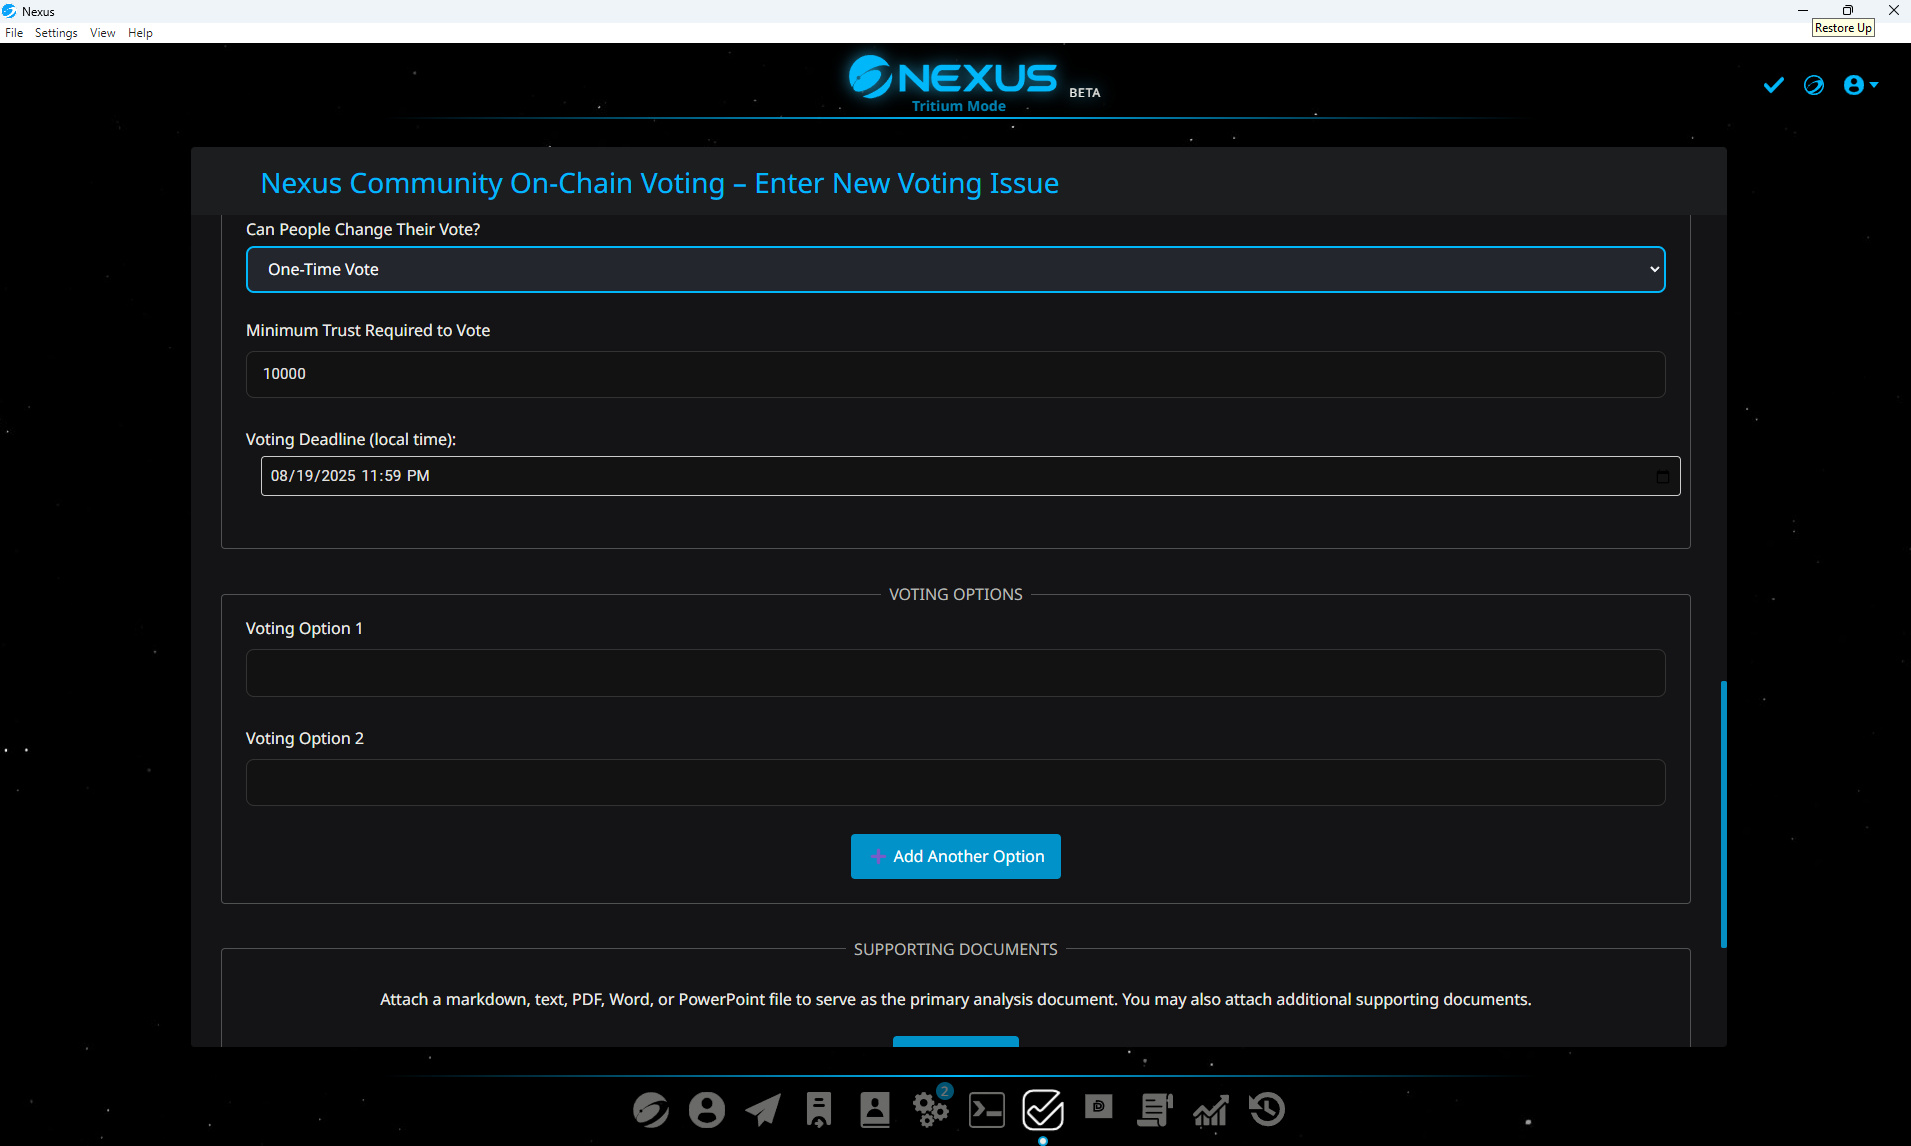 Nexus
File Settings View Help
Restore Up
NEXUS BETA
Tritium Mode
Nexus Community On-Chain Voting – Enter New Voting Issue
Can People Change Their Vote?
One-Time Vote
Minimum Trust Required to Vote
10000
Voting Deadline (local time):
08/19/2025 11:59 PM
VOTING OPTIONS
Voting Option 1
Voting Option 2
+ Add Another Option
SUPPORTING DOCUMENTS
Attach a markdown, text, PDF, Word, or PowerPoint file to serve as the primary analysis document. You may also attach additional supporting documents.
2